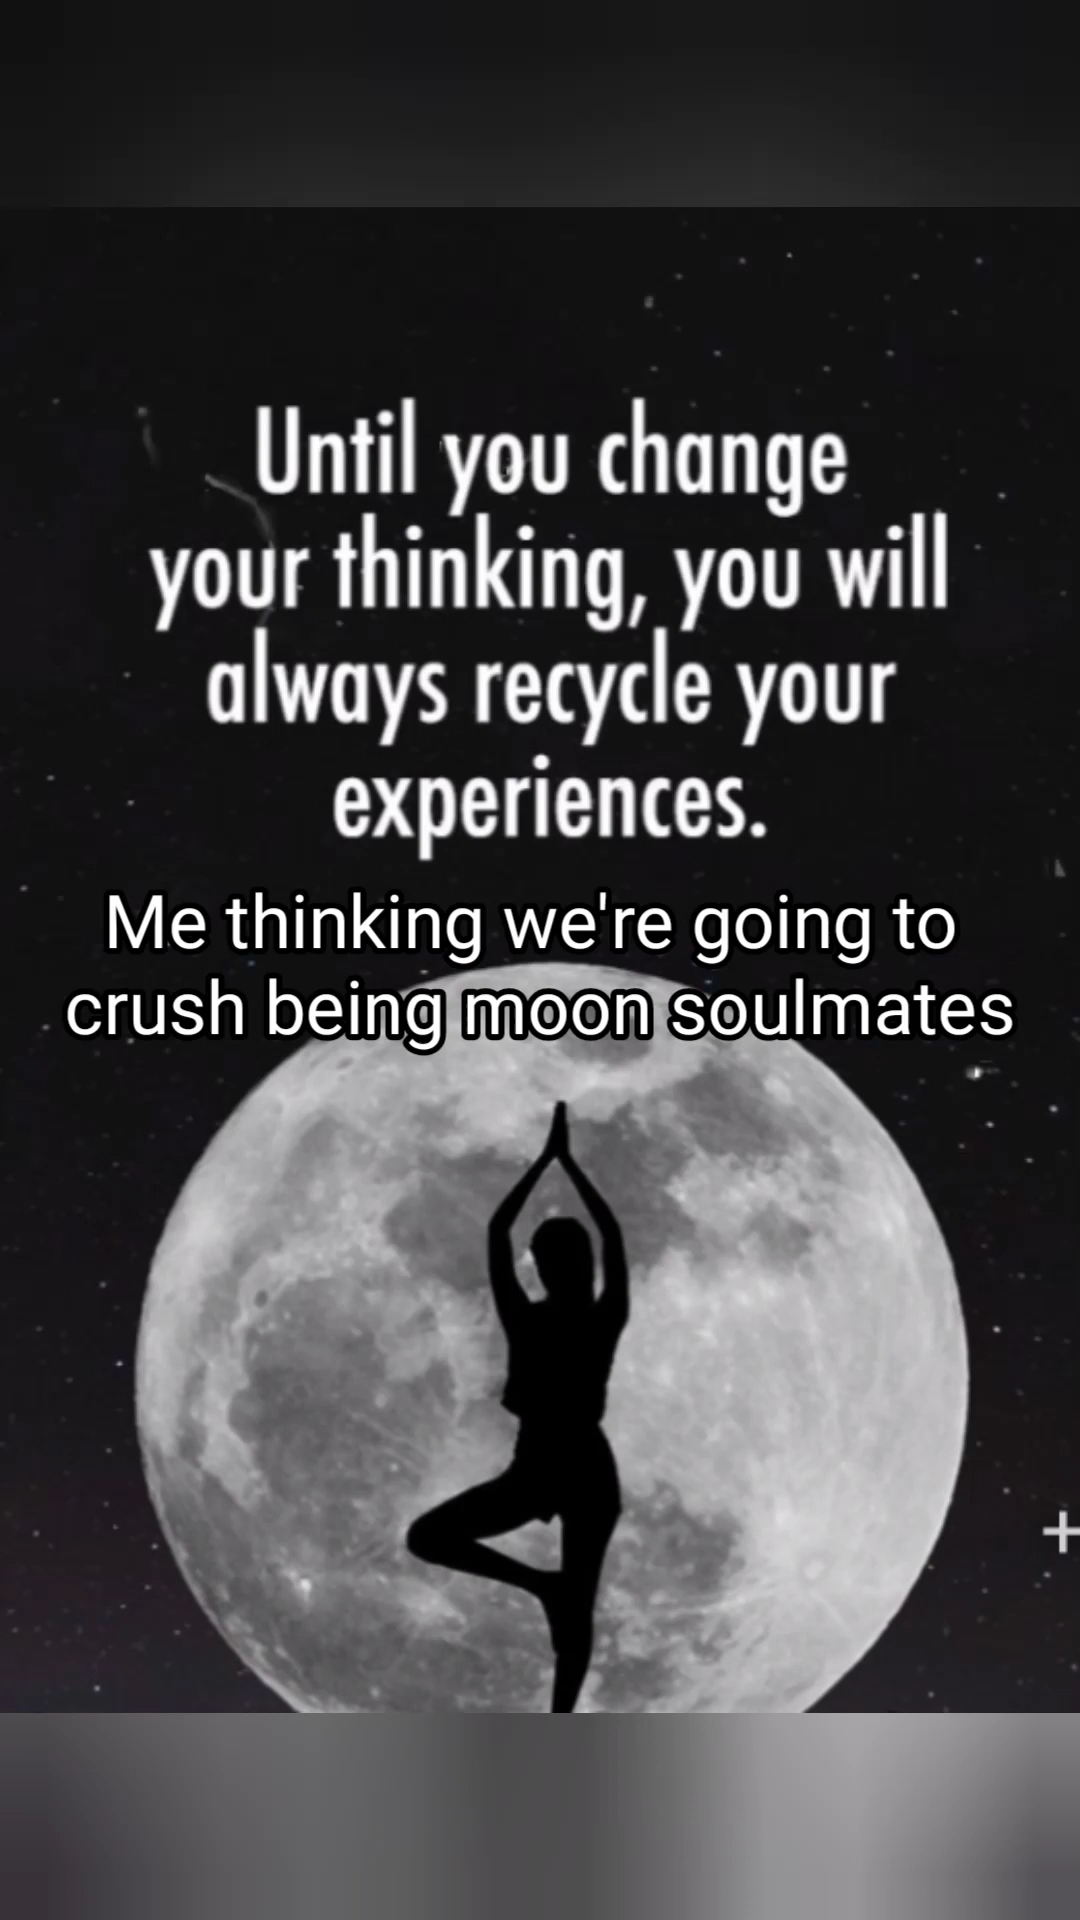 Until you change
your thinking, you will
always recycle your
experiences.
Me thinking we're going to
crush being moon soulmates